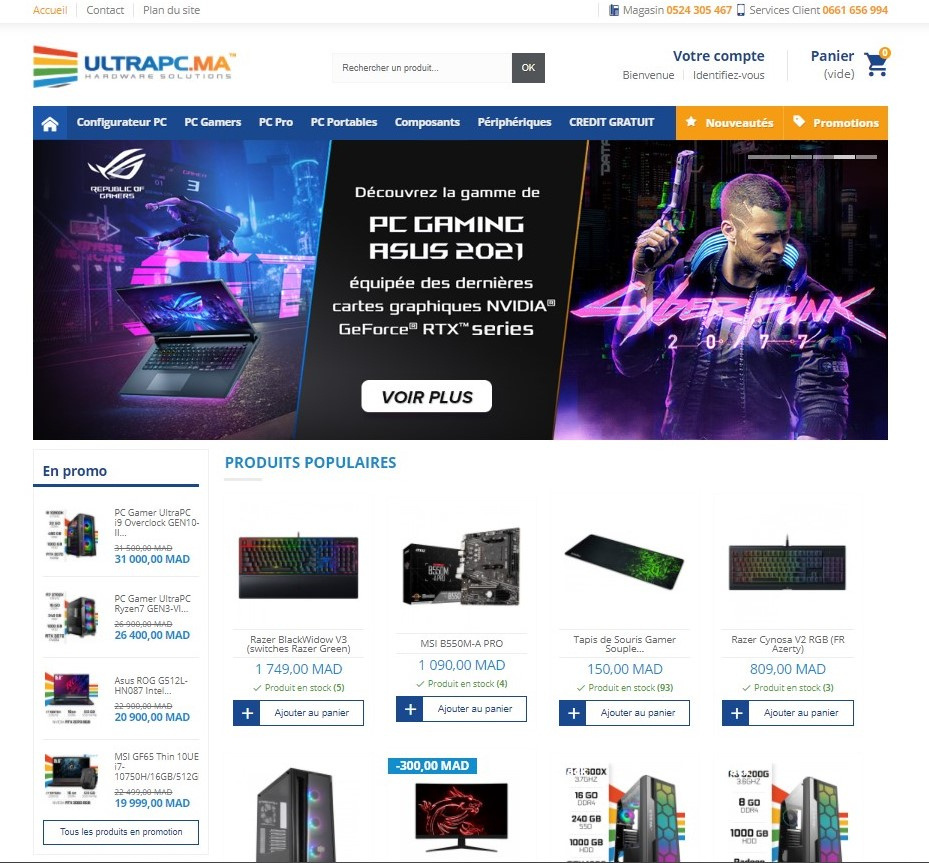 Accueil Contact Plan du site
Magasin 0524 305 467 Services Client 0661 656 994
ULTRAPC.MA™
HARDWARE SOLUTIONS
Rechercher un produit... OK
Votre compte
Bienvenue Identifiez-vous
Panier 0
(vide)
Configurateur PC PC Gamers PC Pro PC Portables Composants Périphériques CREDIT GRATUIT Nouveautés Promotions
REPUBLIC OF
GAMERS
Découvrez la gamme de
PC GAMING
ASUS 2021
équipée des dernières
cartes graphiques NVIDIA®
GeForce® RTX™ series
VOIR PLUS
Cyberpunk
2077
En promo
PC Gamer UltraPC
i9 Overclock GEN10-
II...
31 500,00 MAD
31 000,00 MAD
PC Gamer UltraPC
Ryzen7 GEN3-VI...
26 900,00 MAD
26 400,00 MAD
Asus ROG G512L-
HN087 Intel...
22 900,00 MAD
20 900,00 MAD
MSI GF65 Thin 10UE
i7-
10750H/16GB/512G
22 499,00 MAD
19 999,00 MAD
Tous les produits en promotion
PRODUITS POPULAIRES
Razer BlackWidow V3
(switches Razer Green)
1 749,00 MAD
Produit en stock (5)
Ajouter au panier
MSI B550M-A PRO
1 090,00 MAD
Produit en stock (4)
Ajouter au panier
Tapis de Souris Gamer
Souple...
150,00 MAD
Produit en stock (93)
Ajouter au panier
Razer Cynosa V2 RGB (FR
Azerty)
809,00 MAD
Produit en stock (3)
Ajouter au panier
-300,00 MAD
3.7GHZ
16 GO
DDR4
240 GB
SSD
1000 GB
HDD
3.6GHZ
8 GO
DDR4
1000 GB
HDD
Radeon